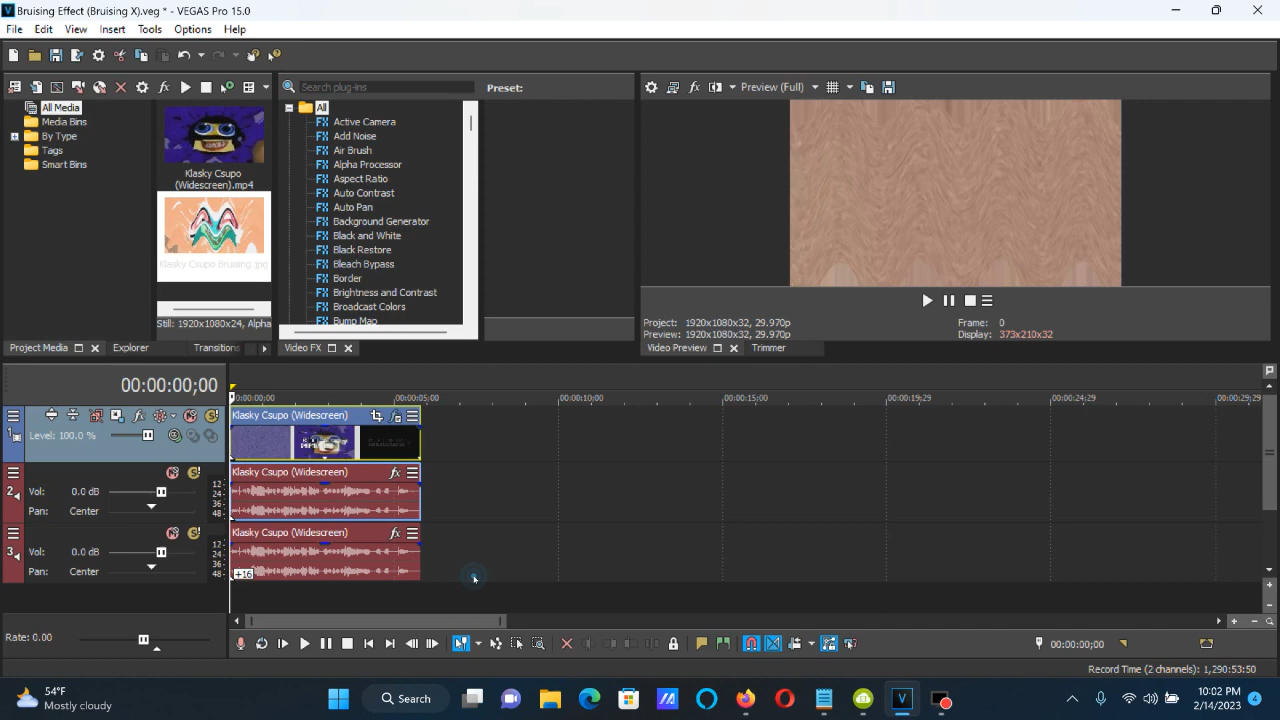 Bruising Effect (Bruising X).veg * - VEGAS Pro 15.0
File Edit View Insert Tools Options Help
Search plug-ins
Preset:
Preview (Full)
All Media
Media Bins
By Type
Tags
Smart Bins
Klasky Csupo
(Widescreen).mp4
Klasky Csupo Bruising.jpg
Still: 1920x1080x24, Alpha
All
Active Camera
Add Noise
Air Brush
Alpha Processor
Aspect Ratio
Auto Contrast
Auto Pan
Background Generator
Black and White
Black Restore
Bleach Bypass
Border
Brightness and Contrast
Broadcast Colors
Bump Map
Project: 1920x1080x32, 29.970p
Preview: 1920x1080x32, 29.970p
Frame: 0
Display: 373x210x32
Project Media
Explorer
Transitions
Video FX
Video Preview
Trimmer
00:00:00;00
00:00:00;00 00:00:05;00 00:00:10;00 00:00:15;00 00:00:19;29 00:00:24;29 00:00:29;29
1
Level: 100.0 %
Klasky Csupo (Widescreen)
2
Vol: 0.0 dB
Pan: Center
12
24
36
48
Klasky Csupo (Widescreen)
fx
3
Vol: 0.0 dB
Pan: Center
12
24
36
48
Klasky Csupo (Widescreen)
fx
+16
Rate: 0.00
00:00:00;00
Record Time (2 channels): 1,290:53:50
54°F
Mostly cloudy
Search
10:02 PM
2/14/2023
4